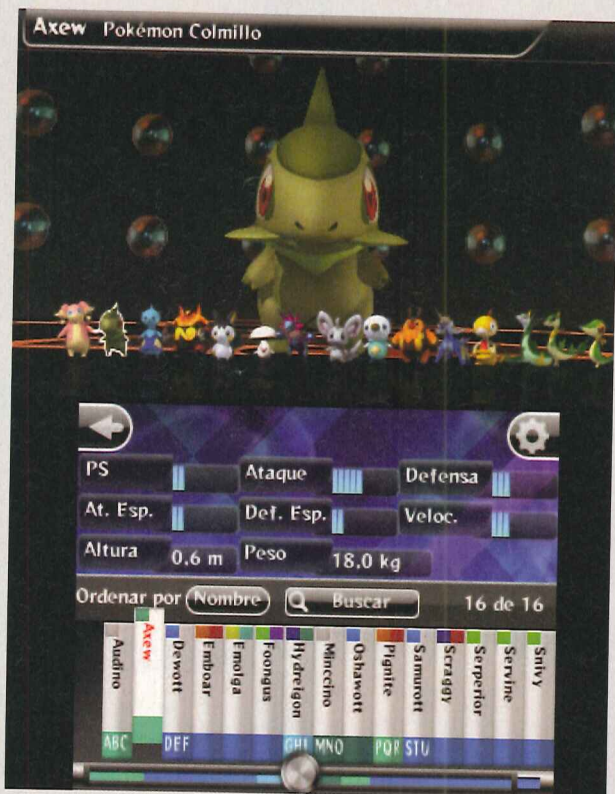 Axew Pokémon Colmillo
PS
Ataque
Defensa
At. Esp.
Def. Esp.
Veloc.
Altura 0.6 m
Peso 18.0 kg
Ordenar por Nombre
Buscar
16 de 16
Audino
Axew
Dewott
Emboar
Emolga
Foongus
Hydreigon
Minccino
Oshawott
Pignite
Samurott
Scraggy
Serperior
Servine
Snivy
ABC
DEF
GHI
MNO
PQR
STU